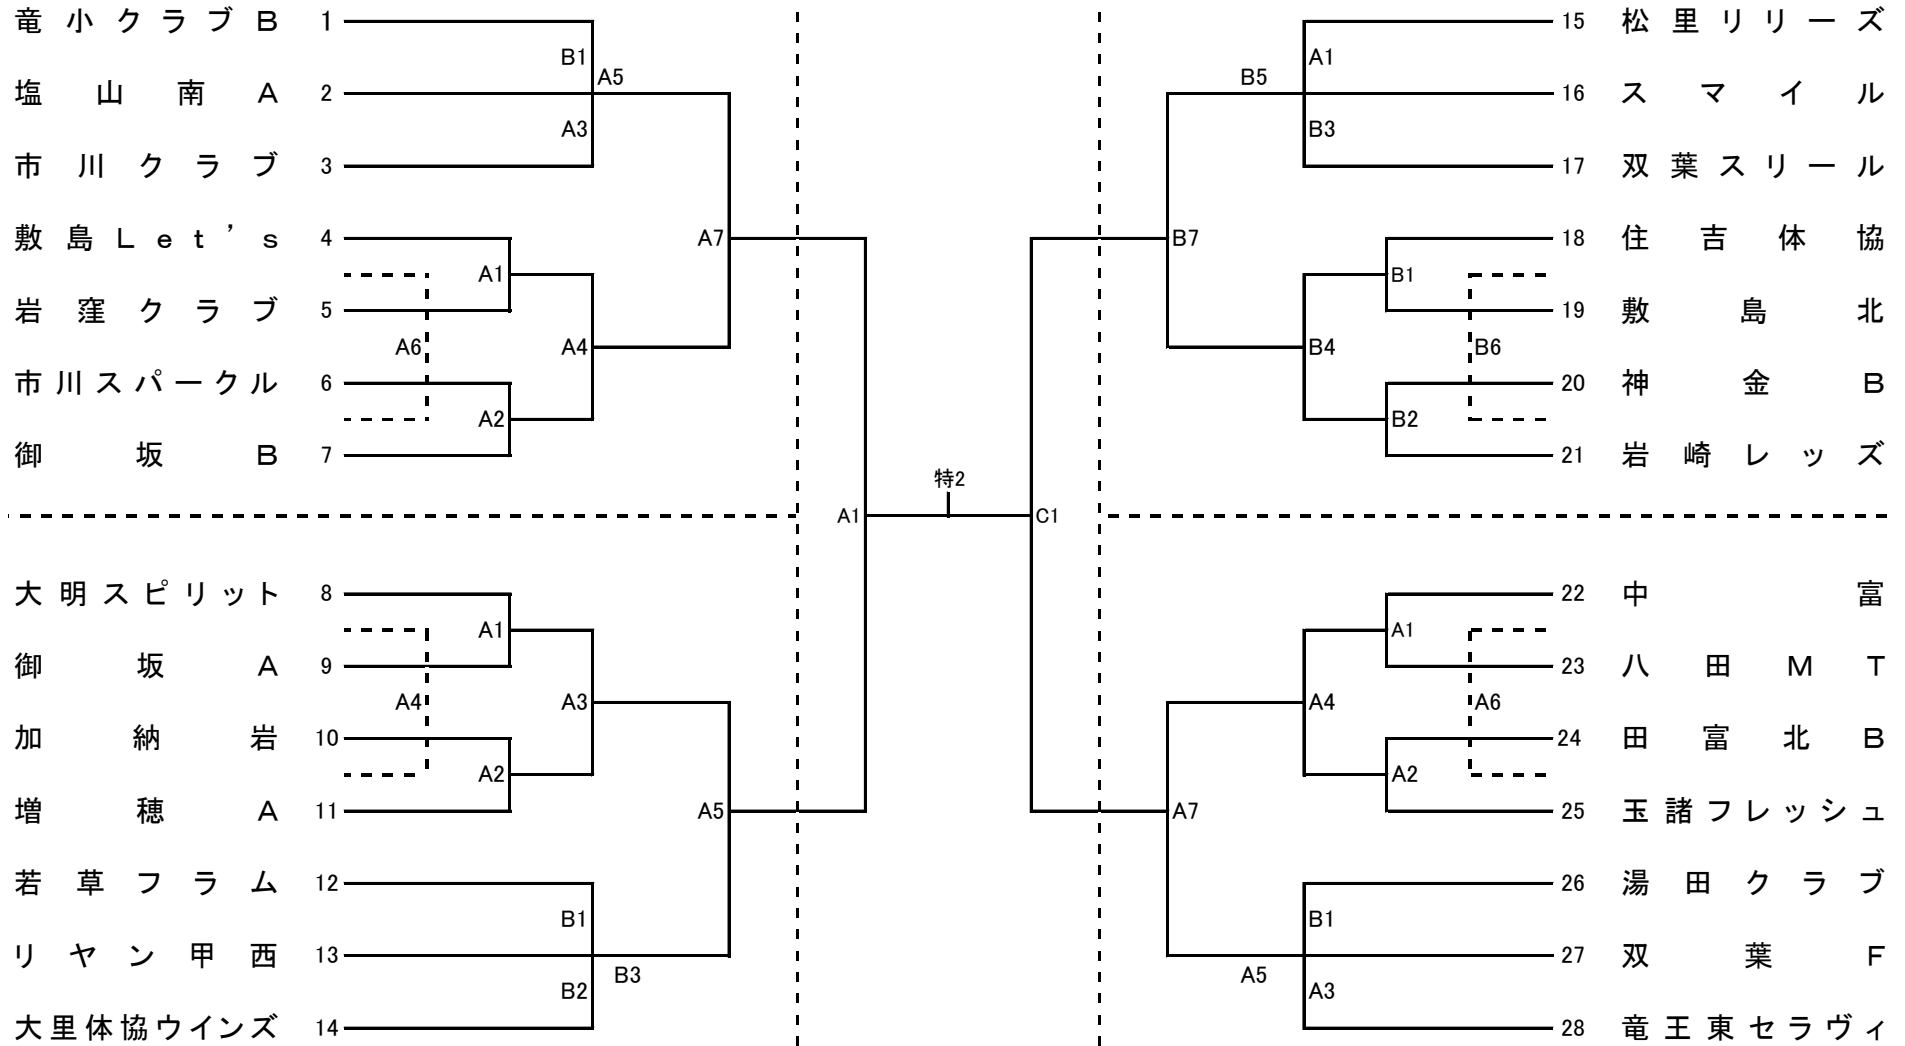 竜小クラブB 1
B1
A5
塩山南A 2
A3
市川クラブ 3
敷島Let's 4
A1
岩窪クラブ 5
A6
A4
市川スパークル 6
A2
御坂B 7
A7
大明スピリット 8
A1
御坂A 9
A4
A3
加納岩 10
A2
増穂A 11
A5
若草フラム 12
B1
リヤン甲西 13
B3
B2
大里体協ウインズ 14
A1
特2
C1
15 松里リリーズ
A1
B5
16 スマイル
B3
17 双葉スリール
B7
18 住吉体協
B1
19 敷島北
B4
B6
20 神金B
B2
21 岩崎レッズ
22 中富
A1
23 八田MT
A4
A6
24 田富北B
A2
25 玉諸フレッシュ
A7
26 湯田クラブ
B1
27 双葉F
A5
A3
28 竜王東セラヴィ